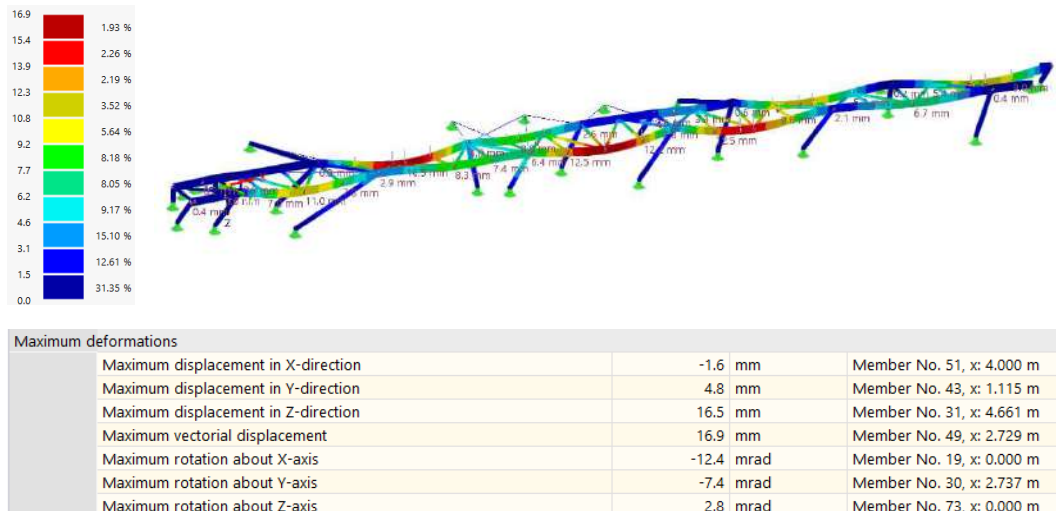 16.9
1.93 %
15.4
2.26 %
13.9
2.19 %
12.3
3.52 %
10.8
5.64 %
9.2
8.18 %
7.7
8.05 %
6.2
9.17 %
4.6
15.10 %
3.1
12.61 %
1.5
31.35 %
0.0
0.4 mm
6.7 mm
2.1 mm
2.9 mm
8.3 mm
7.4
6.4
12.5 mm
11.0
0.4 mm
Z
Maximum deformations
Maximum displacement in X-direction -1.6 mm Member No. 51, x: 4.000 m
Maximum displacement in Y-direction 4.8 mm Member No. 43, x: 1.115 m
Maximum displacement in Z-direction 16.5 mm Member No. 31, x: 4.661 m
Maximum vectorial displacement 16.9 mm Member No. 49, x: 2.729 m
Maximum rotation about X-axis -12.4 mrad Member No. 19, x: 0.000 m
Maximum rotation about Y-axis -7.4 mrad Member No. 30, x: 2.737 m
Maximum rotation about Z-axis 2.8 mrad Member No. 73, x: 0.000 m